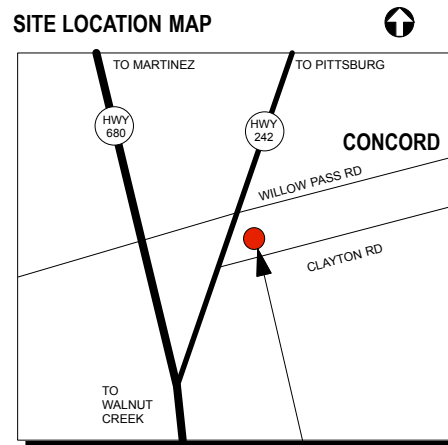 SITE LOCATION MAP
TO MARTINEZ
TO PITTSBURG
HWY
680
HWY
242
CONCORD
WILLOW PASS RD
CLAYTON RD
TO
WALNUT
CREEK